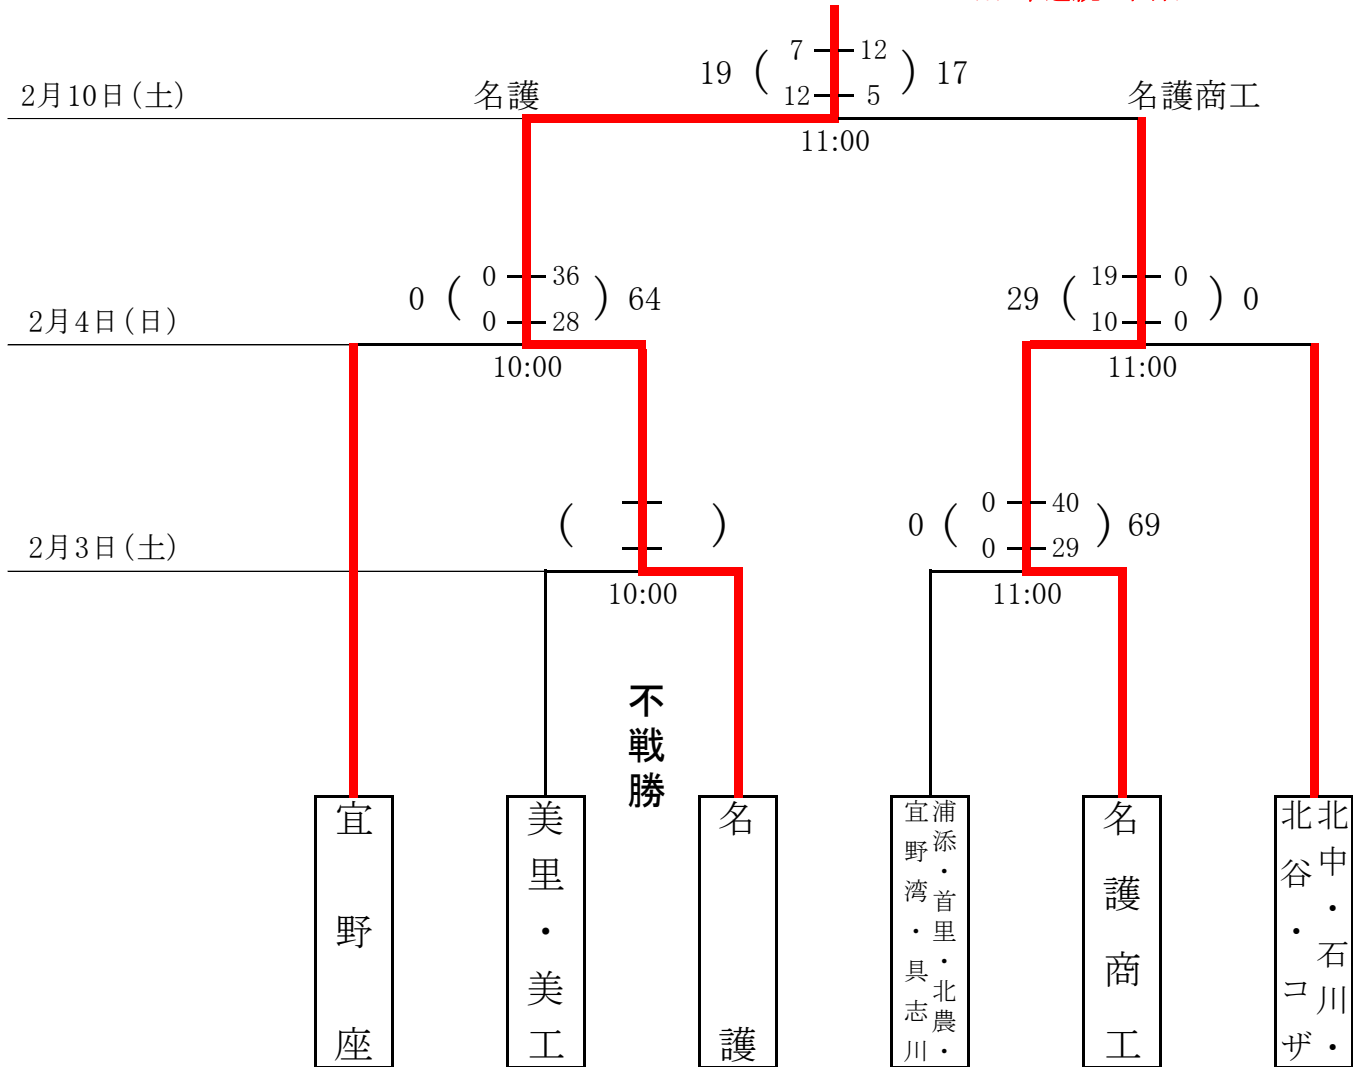 7 12
19 ( ) 17
12 5
2月10日(土) 名護 名護商工
11:00
0 36 19 0
0 ( ) 64 29 ( ) 0
0 28 10 0
2月4日(日)
10:00 11:00
0 40
( ) 0 ( ) 69
0 29
2月3日(土)
10:00 11:00
不戦勝
宜野座
美里・美工
名護
浦添・首里・北農・
宜野湾・具志川
名護商工
北中・石川・
北谷・コザ